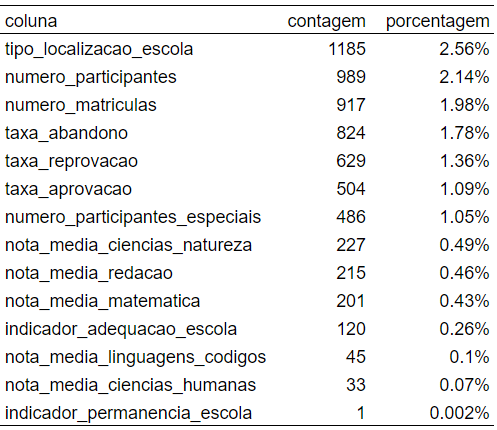 coluna contagem porcentagem
tipo_localizacao_escola 1185 2.56%
numero_participantes 989 2.14%
numero_matriculas 917 1.98%
taxa_abandono 824 1.78%
taxa_reprovacao 629 1.36%
taxa_aprovacao 504 1.09%
numero_participantes_especiais 486 1.05%
nota_media_ciencias_natureza 227 0.49%
nota_media_redacao 215 0.46%
nota_media_matematica 201 0.43%
indicador_adequacao_escola 120 0.26%
nota_media_linguagens_codigos 45 0.1%
nota_media_ciencias_humanas 33 0.07%
indicador_permanencia_escola 1 0.002%